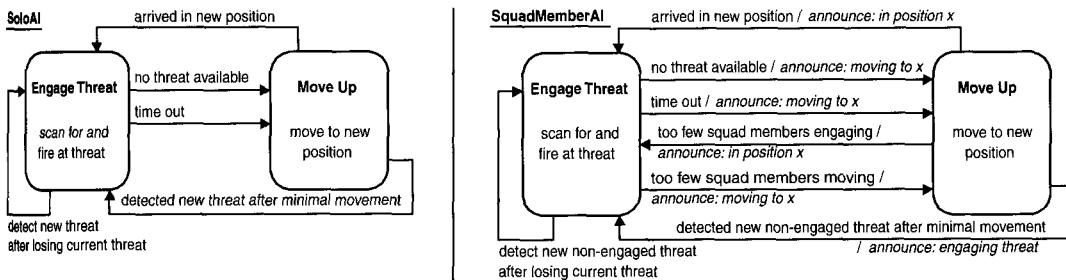 SoloAI
arrived in new position
Engage Threat
no threat available
Move Up
time out
scan for and
fire at threat
move to new
position
detected new threat after minimal movement
detect new threat
after losing current threat
SquadMemberAI
arrived in new position / announce: in position x
Engage Threat
no threat available / announce: moving to x
Move Up
time out / announce: moving to x
scan for and
fire at threat
too few squad members engaging /
announce: in position x
move to new
position
too few squad members moving /
announce: moving to x
detected new non-engaged threat after minimal movement
/ announce: engaging threat
detect new non-engaged threat
after losing current threat